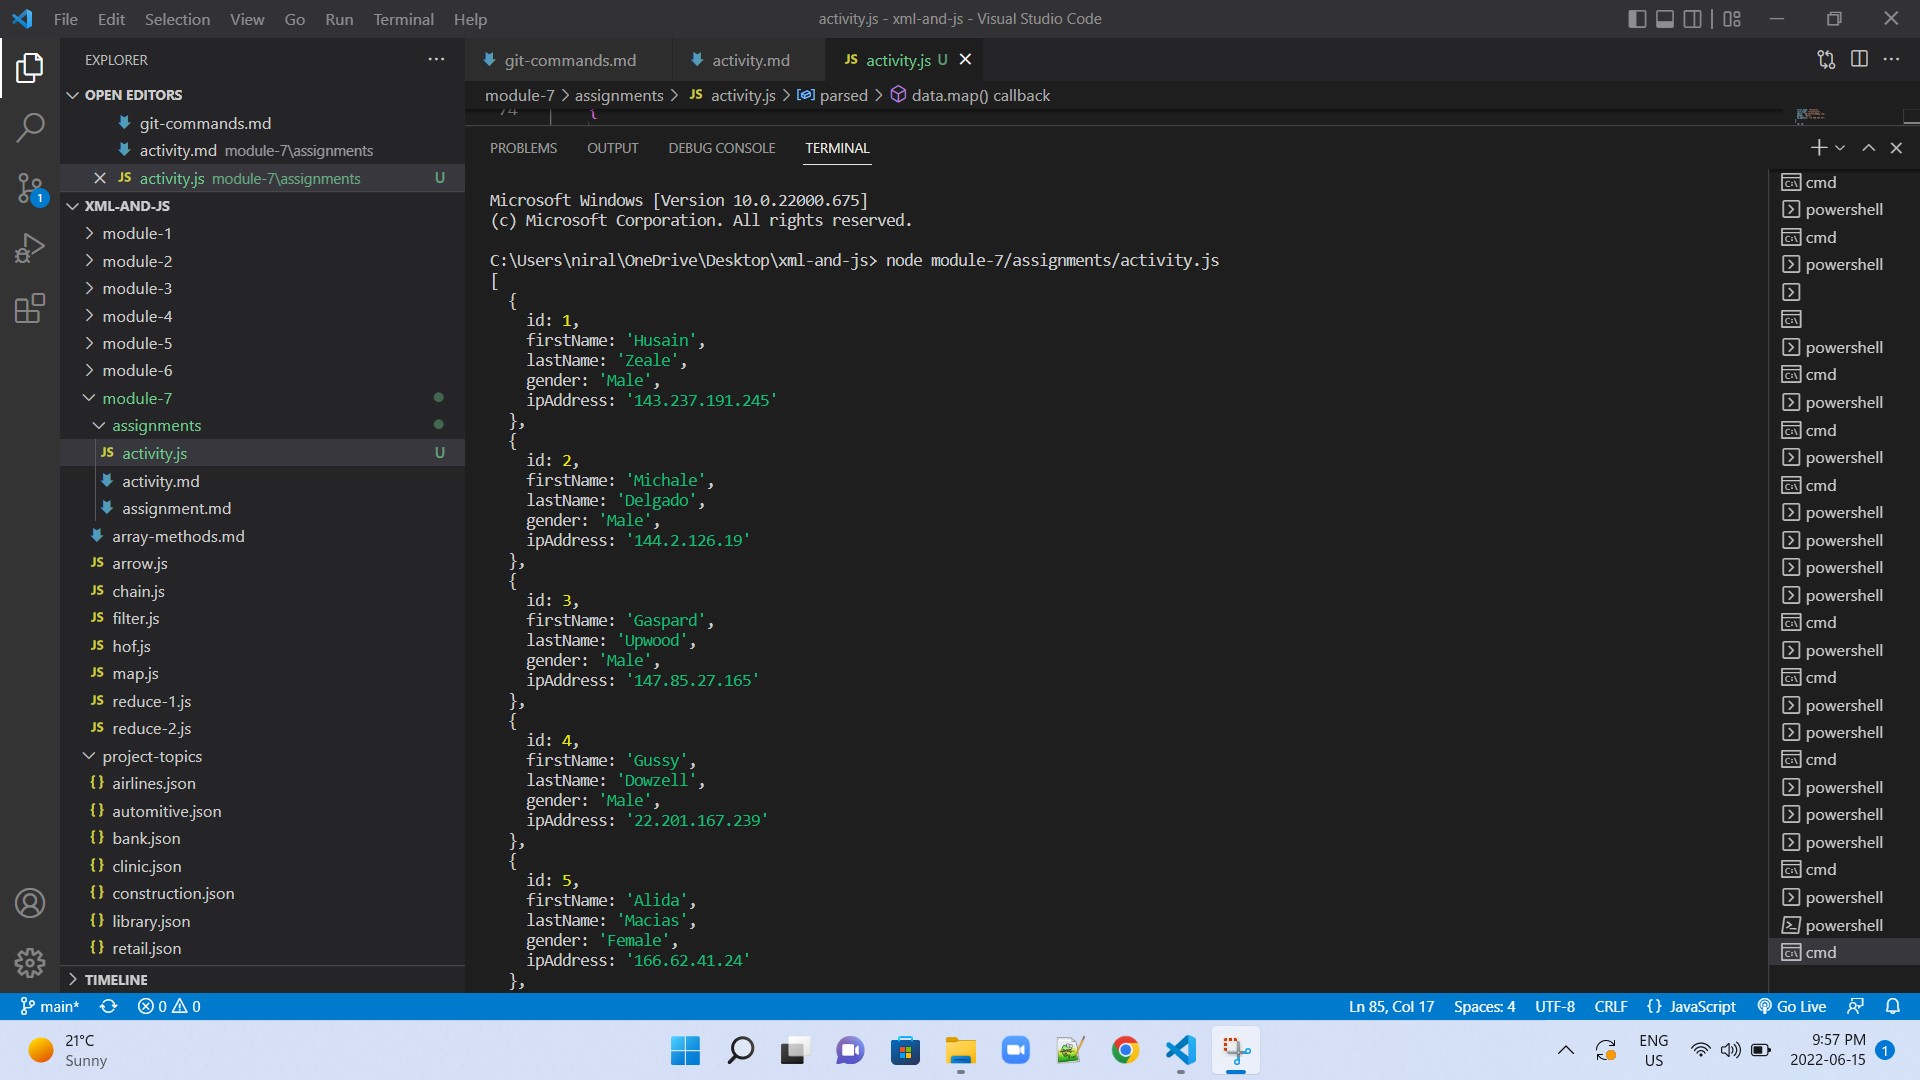 File Edit Selection View Go Run Terminal Help
activity.js - xml-and-js - Visual Studio Code
EXPLORER
OPEN EDITORS
git-commands.md
activity.md module-7\assignments
JS activity.js module-7\assignments U
XML-AND-JS
module-1
module-2
module-3
module-4
module-5
module-6
module-7
assignments
JS activity.js U
activity.md
assignment.md
array-methods.md
JS arrow.js
JS chain.js
JS filter.js
JS hof.js
JS map.js
JS reduce-1.js
JS reduce-2.js
project-topics
{} airlines.json
{} automitive.json
{} bank.json
{} clinic.json
{} construction.json
{} library.json
{} retail.json
TIMELINE
1
git-commands.md activity.md JS activity.js U
module-7 > assignments > JS activity.js > parsed > data.map() callback
74 {
PROBLEMS OUTPUT DEBUG CONSOLE TERMINAL
Microsoft Windows [Version 10.0.22000.675]
(c) Microsoft Corporation. All rights reserved.
C:\Users\niral\OneDrive\Desktop\xml-and-js> node module-7/assignments/activity.js
[
{
id: 1,
firstName: 'Husain',
lastName: 'Zeale',
gender: 'Male',
ipAddress: '143.237.191.245'
},
{
id: 2,
firstName: 'Michale',
lastName: 'Delgado',
gender: 'Male',
ipAddress: '144.2.126.19'
},
{
id: 3,
firstName: 'Gaspard',
lastName: 'Upwood',
gender: 'Male',
ipAddress: '147.85.27.165'
},
{
id: 4,
firstName: 'Gussy',
lastName: 'Dowzell',
gender: 'Male',
ipAddress: '22.201.167.239'
},
{
id: 5,
firstName: 'Alida',
lastName: 'Macias',
gender: 'Female',
ipAddress: '166.62.41.24'
},
cmd
powershell
cmd
powershell
powershell
cmd
powershell
cmd
powershell
cmd
powershell
powershell
powershell
powershell
cmd
powershell
cmd
powershell
powershell
cmd
powershell
powershell
powershell
cmd
powershell
powershell
cmd
main* 0 0
Ln 85, Col 17 Spaces: 4 UTF-8 CRLF {} JavaScript Go Live
21°C
Sunny
ENG
US
9:57 PM
2022-06-15
1